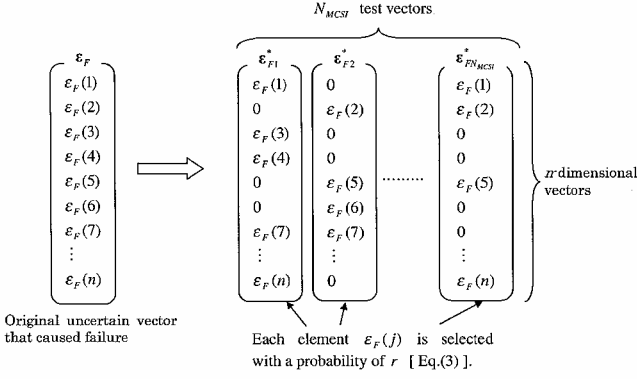 N_MCSI test vectors
ε_F
ε_F(1)
ε_F(2)
ε_F(3)
ε_F(4)
ε_F(5)
ε_F(6)
ε_F(7)
⋮
ε_F(n)
Original uncertain vector
that caused failure
ε*_F1
ε_F(1)
0
ε_F(3)
ε_F(4)
0
0
ε_F(7)
⋮
ε_F(n)
ε*_F2
0
ε_F(2)
0
0
ε_F(5)
ε_F(6)
ε_F(7)
⋮
0
·········
ε*_FN_MCSI
ε_F(1)
ε_F(2)
0
0
ε_F(5)
0
0
⋮
ε_F(n)
n-dimensional
vectors
Each element ε_F(j) is selected
with a probability of r [ Eq.(3) ].